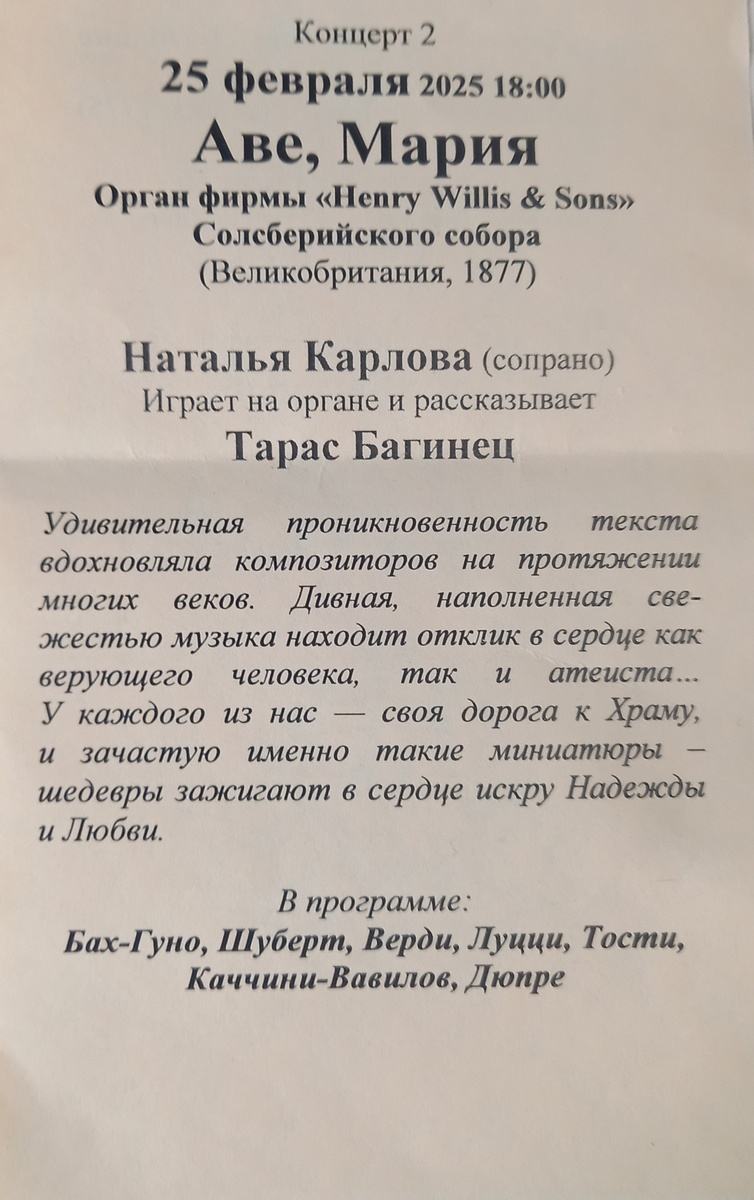 Концерт 2
25 февраля 2025 18:00
Аве, Мария
Орган фирмы «Henry Willis & Sons»
Солсберийского собора
(Великобритания, 1877)
Наталья Карлова (сопрано)
Играет на органе и рассказывает
Тарас Багинец
Удивительная проникновенность текста
вдохновляла композиторов на протяжении
многих веков. Дивная, наполненная све-
жестью музыка находит отклик в сердце как
верующего человека, так и атеиста...
У каждого из нас — своя дорога к Храму,
и зачастую именно такие миниатюры –
шедевры зажигают в сердце искру Надежды
и Любви.
В программе:
Бах-Гуно, Шуберт, Верди, Луцци, Тости,
Каччини-Вавилов, Дюпре